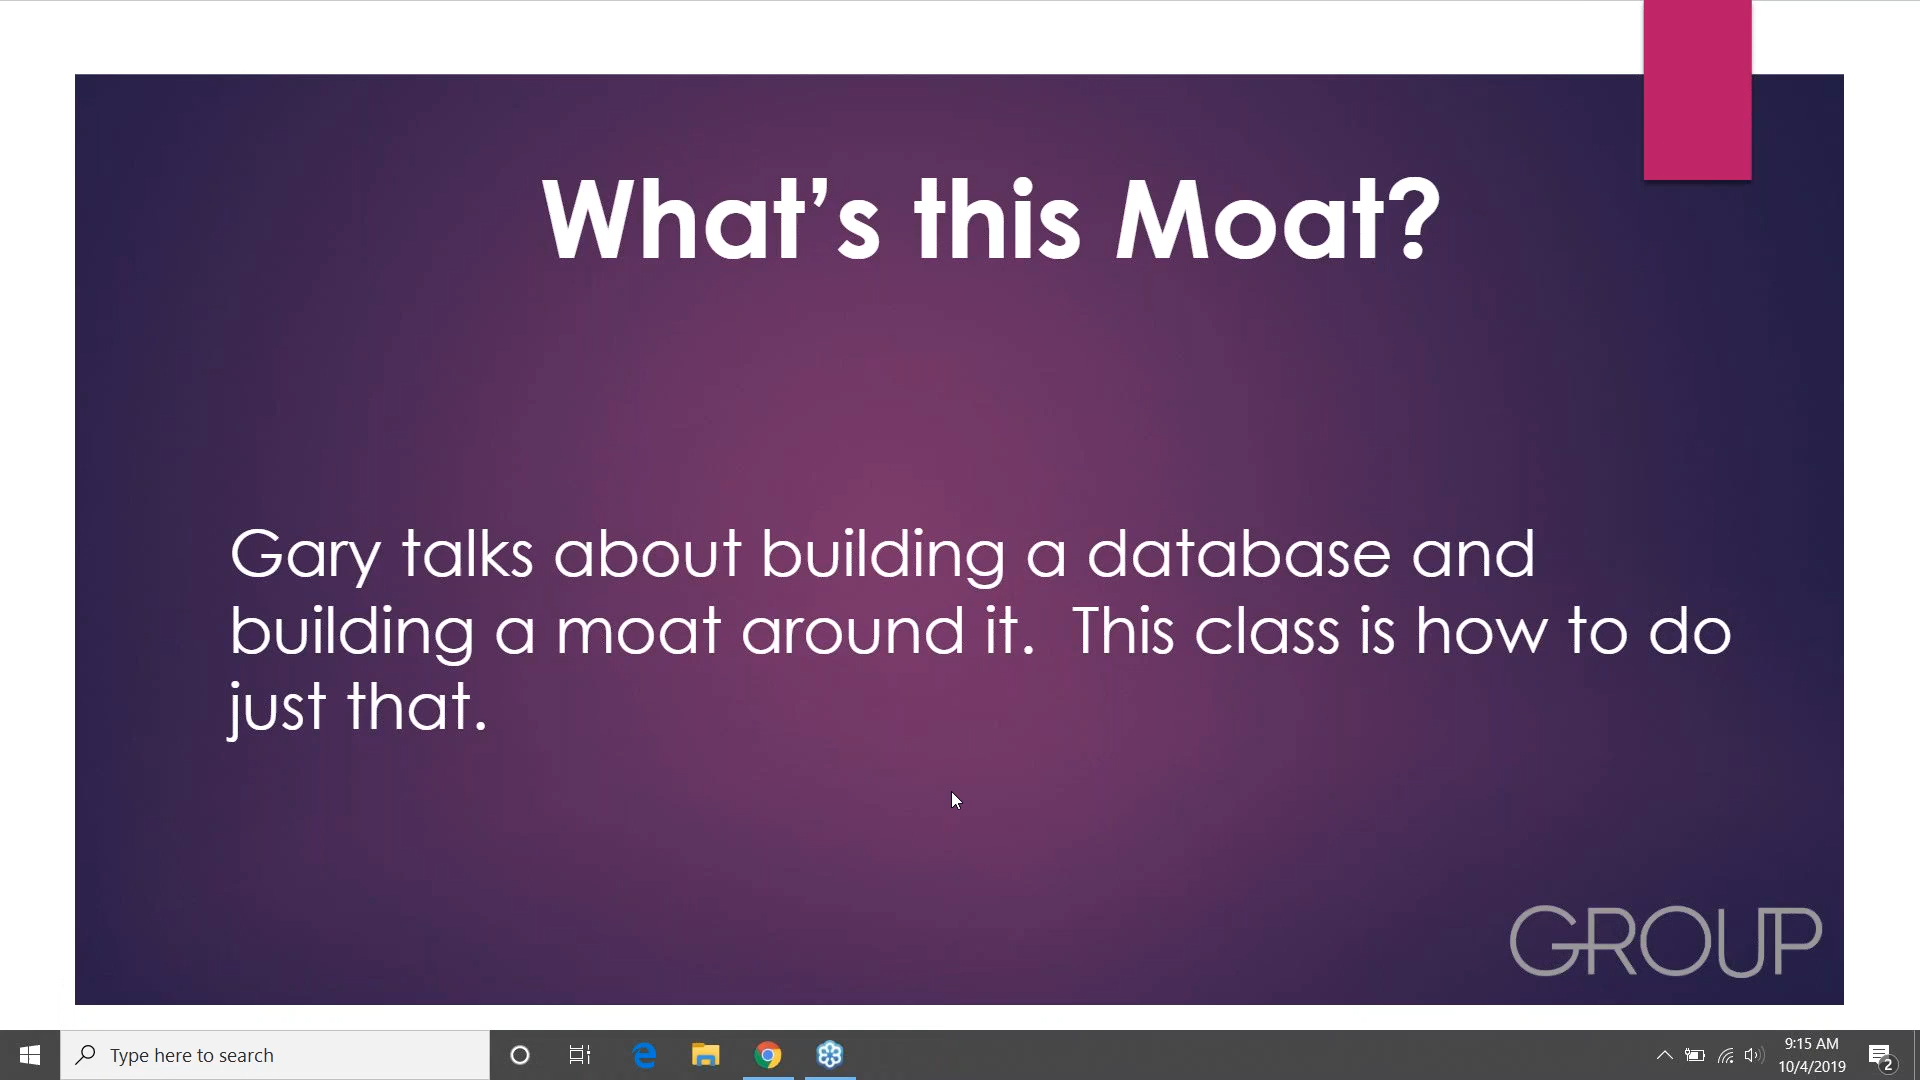 What's this Moat?
Gary talks about building a database and
building a moat around it.  This class is how to do
just that.
GROUP
Type here to search
9:15 AM
10/4/2019
2